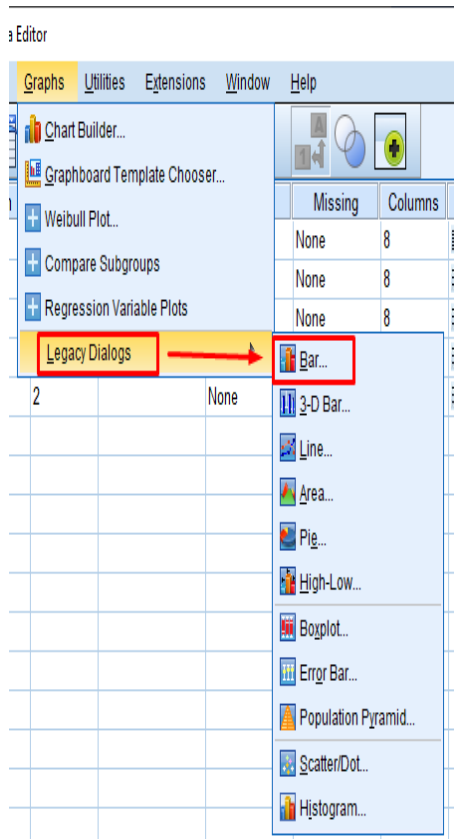 a Editor
Graphs Utilities Extensions Window Help
Chart Builder...
Graphboard Template Chooser...
Weibull Plot...
Compare Subgroups
Regression Variable Plots
Legacy Dialogs
Missing Columns
None 8
None 8
None 8
2 None
Bar...
3-D Bar...
Line...
Area...
Pie...
High-Low...
Boxplot...
Error Bar...
Population Pyramid...
Scatter/Dot...
Histogram...